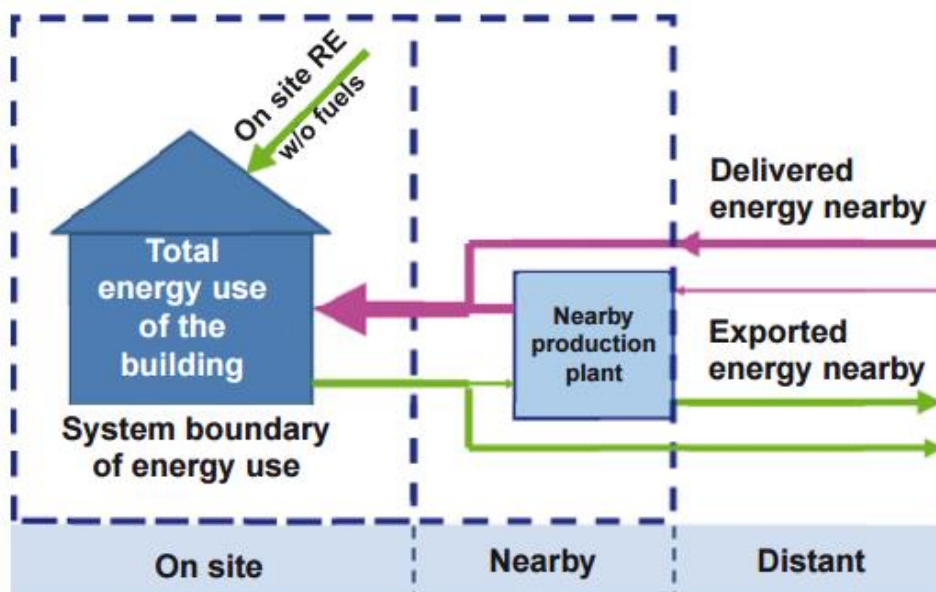 On site RE
w/o fuels
Total
energy use
of the
building
System boundary
of energy use
Delivered
energy nearby
Nearby
production
plant
Exported
energy nearby
On site
Nearby
Distant